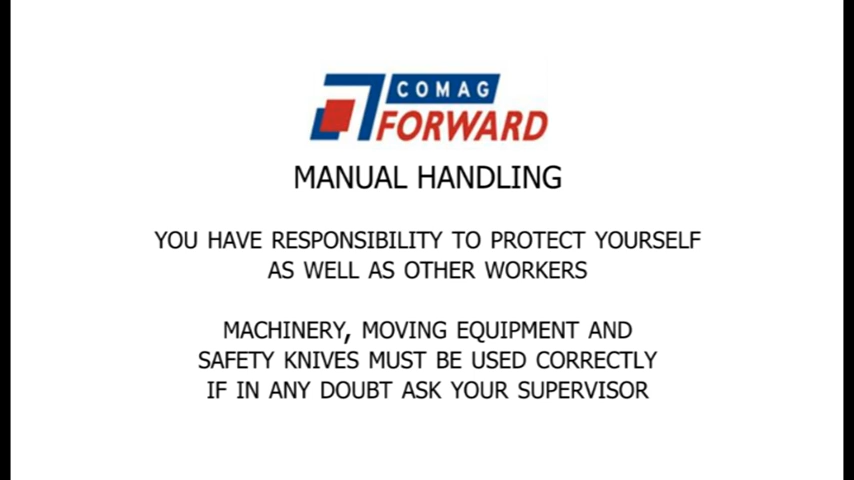 COMAG
FORWARD
MANUAL HANDLING
YOU HAVE RESPONSIBILITY TO PROTECT YOURSELF
AS WELL AS OTHER WORKERS
MACHINERY, MOVING EQUIPMENT AND
SAFETY KNIVES MUST BE USED CORRECTLY
IF IN ANY DOUBT ASK YOUR SUPERVISOR